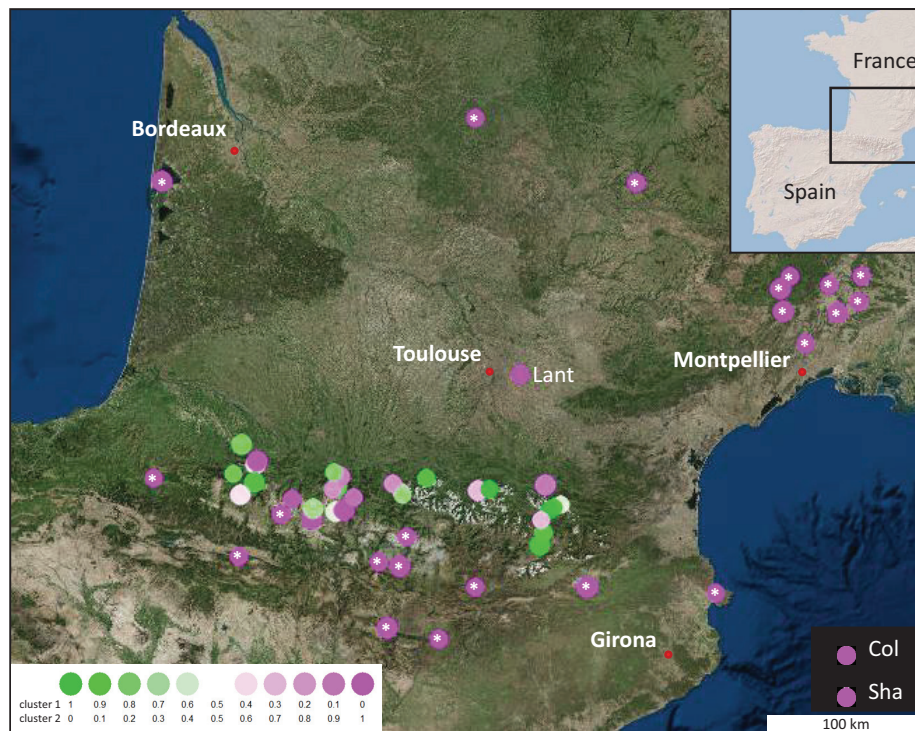 France
Bordeaux
Spain
Toulouse
Lant
Montpellier
Girona
Col
Sha
cluster 1 1 0.9 0.8 0.7 0.6 0.5 0.4 0.3 0.2 0.1 0
cluster 2 0 0.1 0.2 0.3 0.4 0.5 0.6 0.7 0.8 0.9 1
100 km